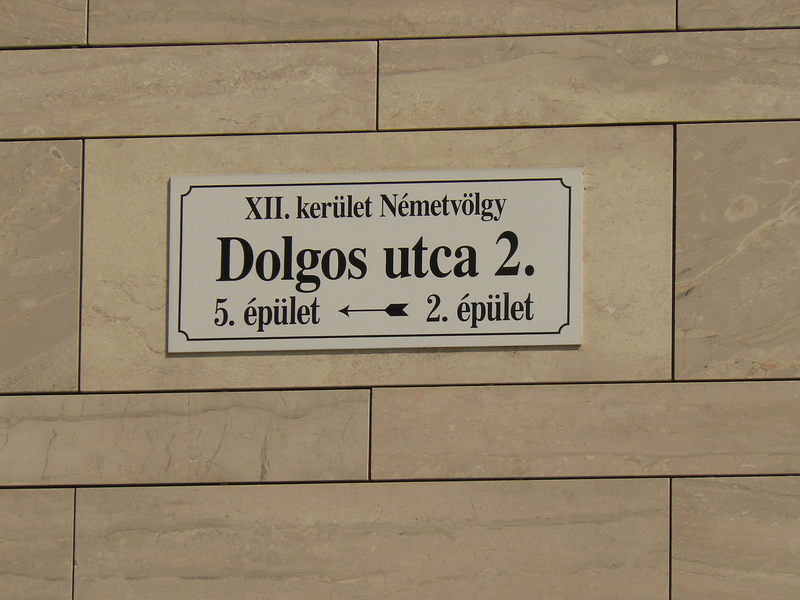 XII. kerület Németvölgy
Dolgos utca 2.
5. épület ← 2. épület